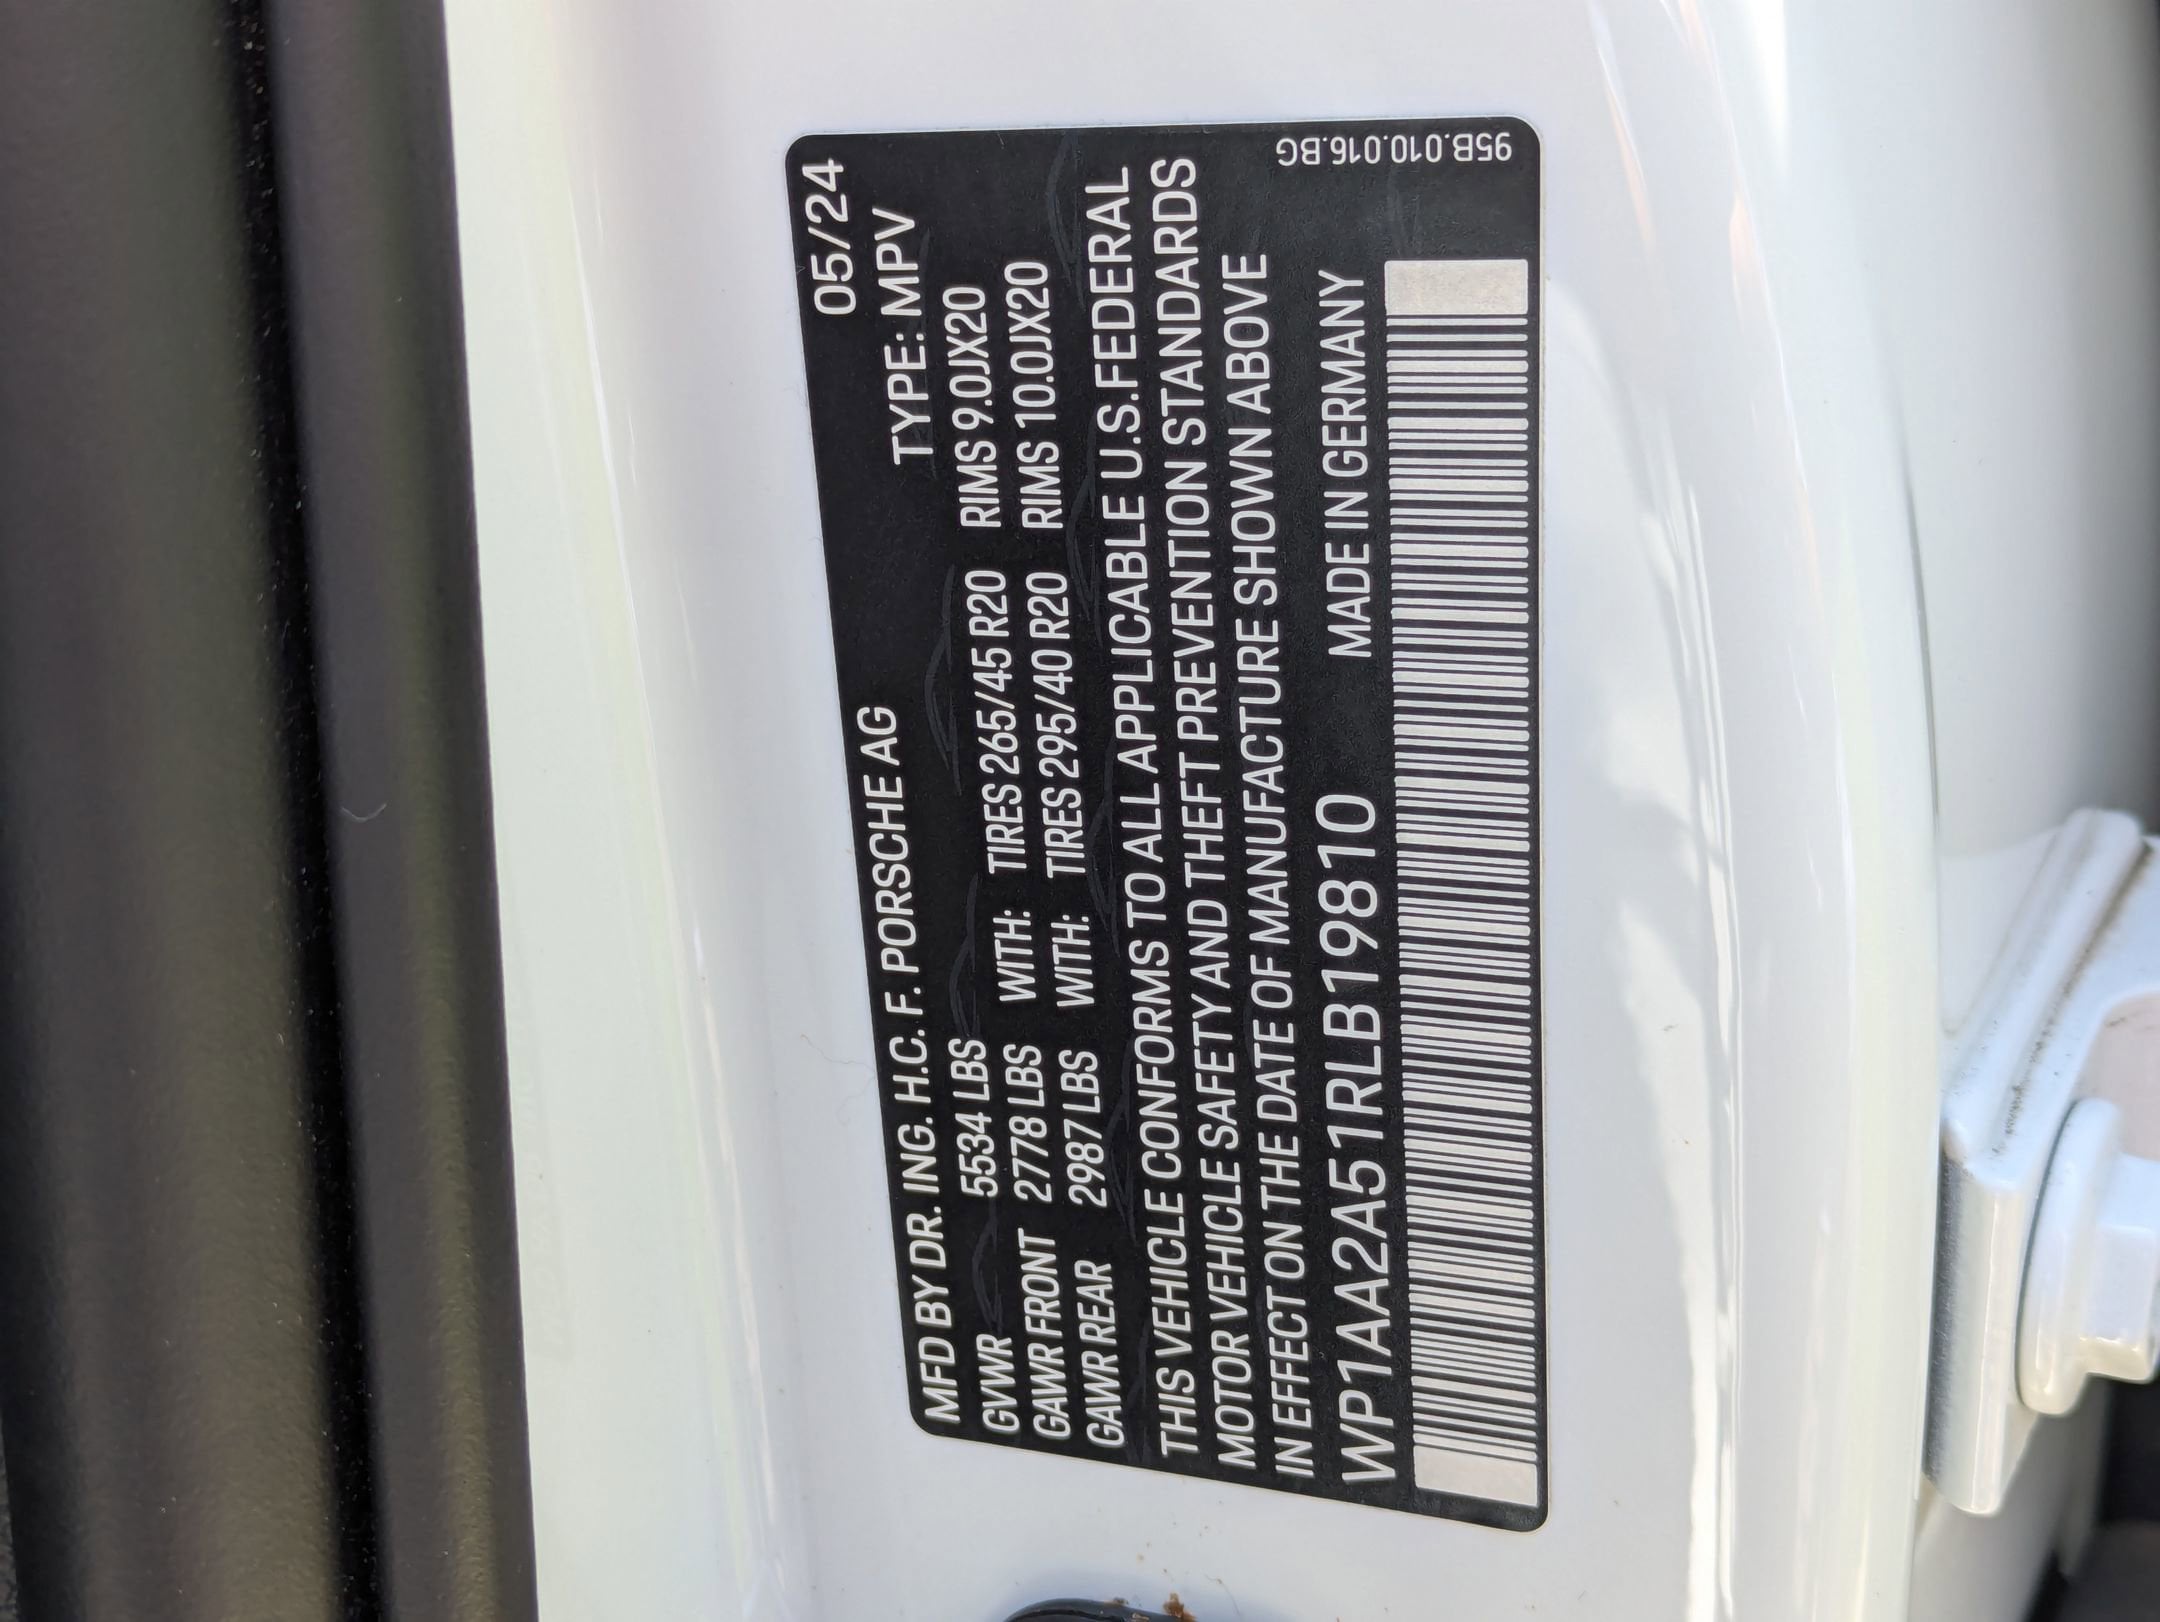 MFD BY DR. ING. H.C. F. PORSCHE AG 05/24
GVWR 5534 LBS TYPE: MPV
GAWR FRONT 2778 LBS WITH: TIRES 265/45 R20 RIMS 9.0JX20
GAWR REAR 2987 LBS WITH: TIRES 295/40 R20 RIMS 10.0JX20
THIS VEHICLE CONFORMS TO ALL APPLICABLE U.S.FEDERAL
MOTOR VEHICLE SAFETY AND THEFT PREVENTION STANDARDS
IN EFFECT ON THE DATE OF MANUFACTURE SHOWN ABOVE
WP1AA2A51RLB19810 MADE IN GERMANY
95B.010.016.BG